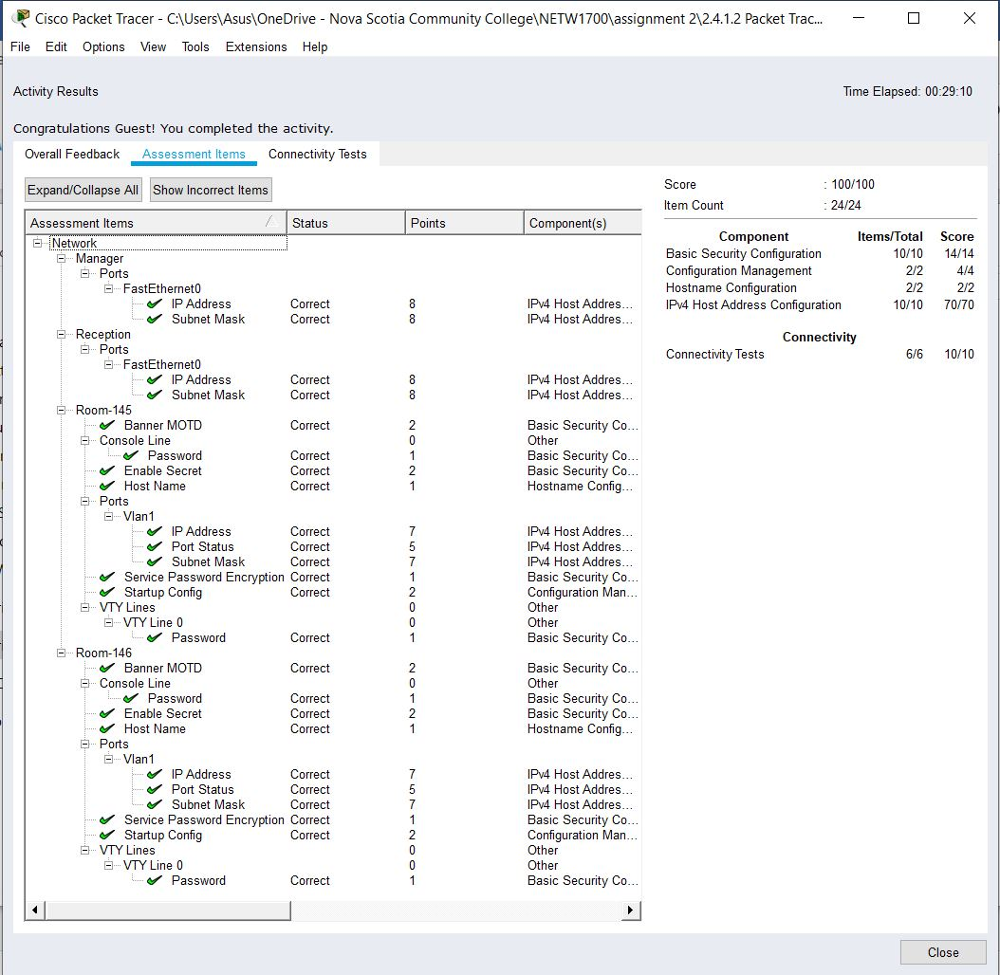 Cisco Packet Tracer - C:\Users\Asus\OneDrive - Nova Scotia Community College\NETW1700\assignment 2\2.4.1.2 Packet Trac...
File Edit Options View Tools Extensions Help
Activity Results Time Elapsed: 00:29:10
Congratulations Guest! You completed the activity.
Overall Feedback Assessment Items Connectivity Tests
Expand/Collapse All Show Incorrect Items
Assessment Items Status Points Component(s)
Network
Manager
Ports
FastEthernet0
IP Address Correct 8 IPv4 Host Addres...
Subnet Mask Correct 8 IPv4 Host Addres...
Reception
Ports
FastEthernet0
IP Address Correct 8 IPv4 Host Addres...
Subnet Mask Correct 8 IPv4 Host Addres...
Room-145
Banner MOTD Correct 2 Basic Security Co...
Console Line 0 Other
Password Correct 1 Basic Security Co...
Enable Secret Correct 2 Basic Security Co...
Host Name Correct 1 Hostname Config...
Ports
Vlan1
IP Address Correct 7 IPv4 Host Addres...
Port Status Correct 5 IPv4 Host Addres...
Subnet Mask Correct 7 IPv4 Host Addres...
Service Password Encryption Correct 1 Basic Security Co...
Startup Config Correct 2 Configuration Man...
VTY Lines 0 Other
VTY Line 0 0 Other
Password Correct 1 Basic Security Co...
Room-146
Banner MOTD Correct 2 Basic Security Co...
Console Line 0 Other
Password Correct 1 Basic Security Co...
Enable Secret Correct 2 Basic Security Co...
Host Name Correct 1 Hostname Config...
Ports
Vlan1
IP Address Correct 7 IPv4 Host Addres...
Port Status Correct 5 IPv4 Host Addres...
Subnet Mask Correct 7 IPv4 Host Addres...
Service Password Encryption Correct 1 Basic Security Co...
Startup Config Correct 2 Configuration Man...
VTY Lines 0 Other
VTY Line 0 0 Other
Password Correct 1 Basic Security Co...
Score : 100/100
Item Count : 24/24
Component Items/Total Score
Basic Security Configuration 10/10 14/14
Configuration Management 2/2 4/4
Hostname Configuration 2/2 2/2
IPv4 Host Address Configuration 10/10 70/70
Connectivity
Connectivity Tests 6/6 10/10
Close